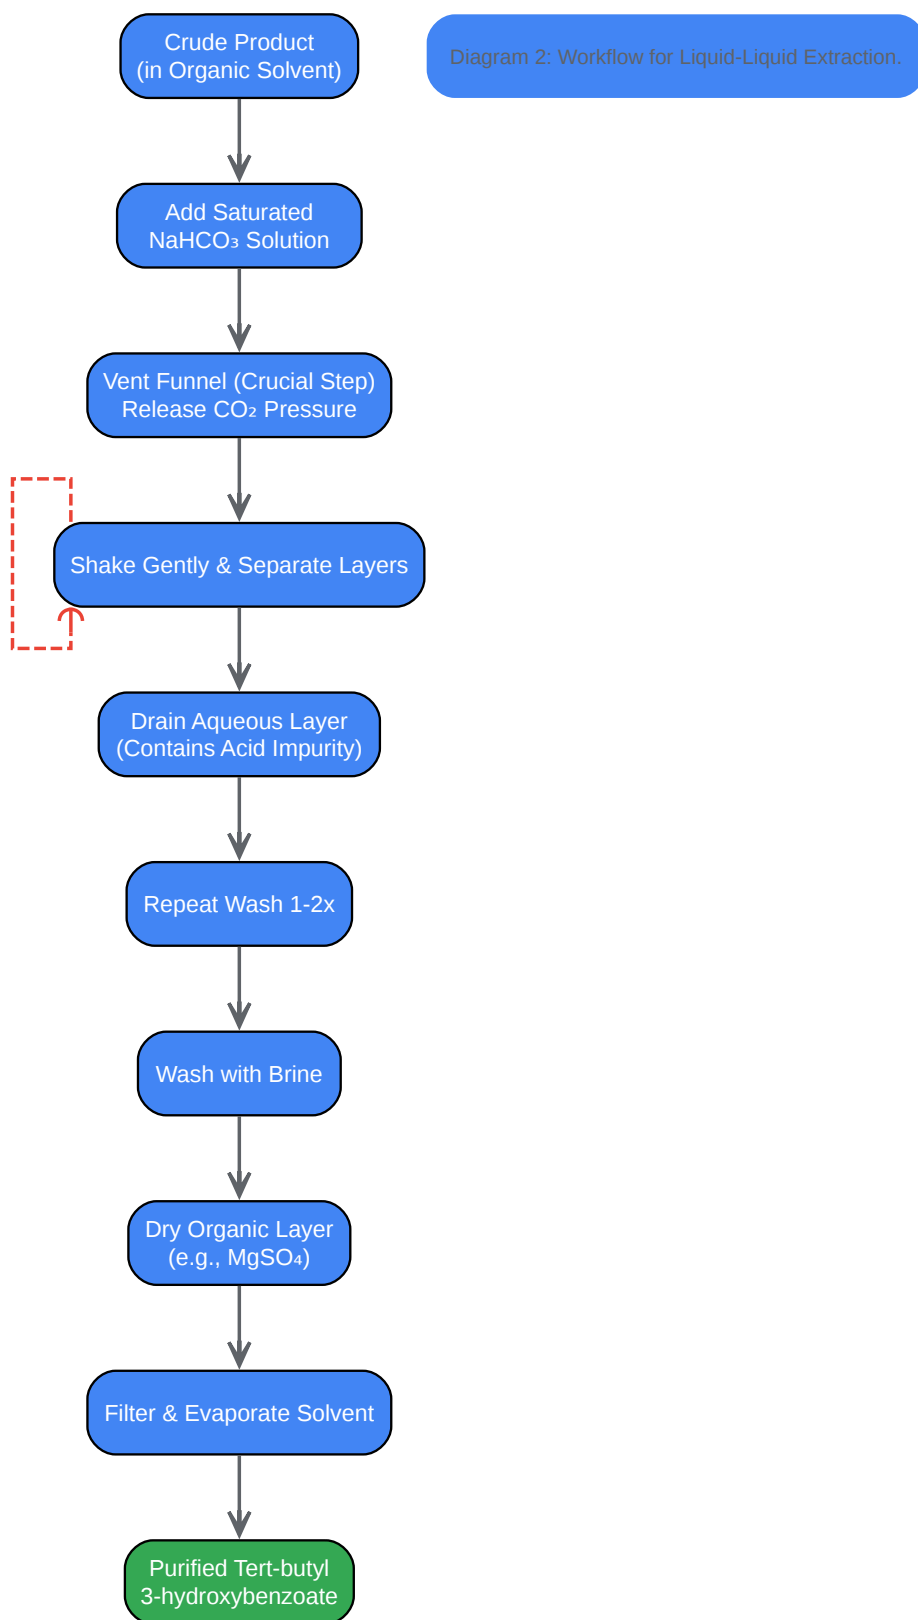 Crude Product
(in Organic Solvent)
Diagram 2: Workflow for Liquid-Liquid Extraction.
Add Saturated
NaHCO₃ Solution
Vent Funnel (Crucial Step)
Release CO₂ Pressure
Shake Gently & Separate Layers
Drain Aqueous Layer
(Contains Acid Impurity)
Repeat Wash 1-2x
Wash with Brine
Dry Organic Layer
(e.g., MgSO₄)
Filter & Evaporate Solvent
Purified Tert-butyl
3-hydroxybenzoate